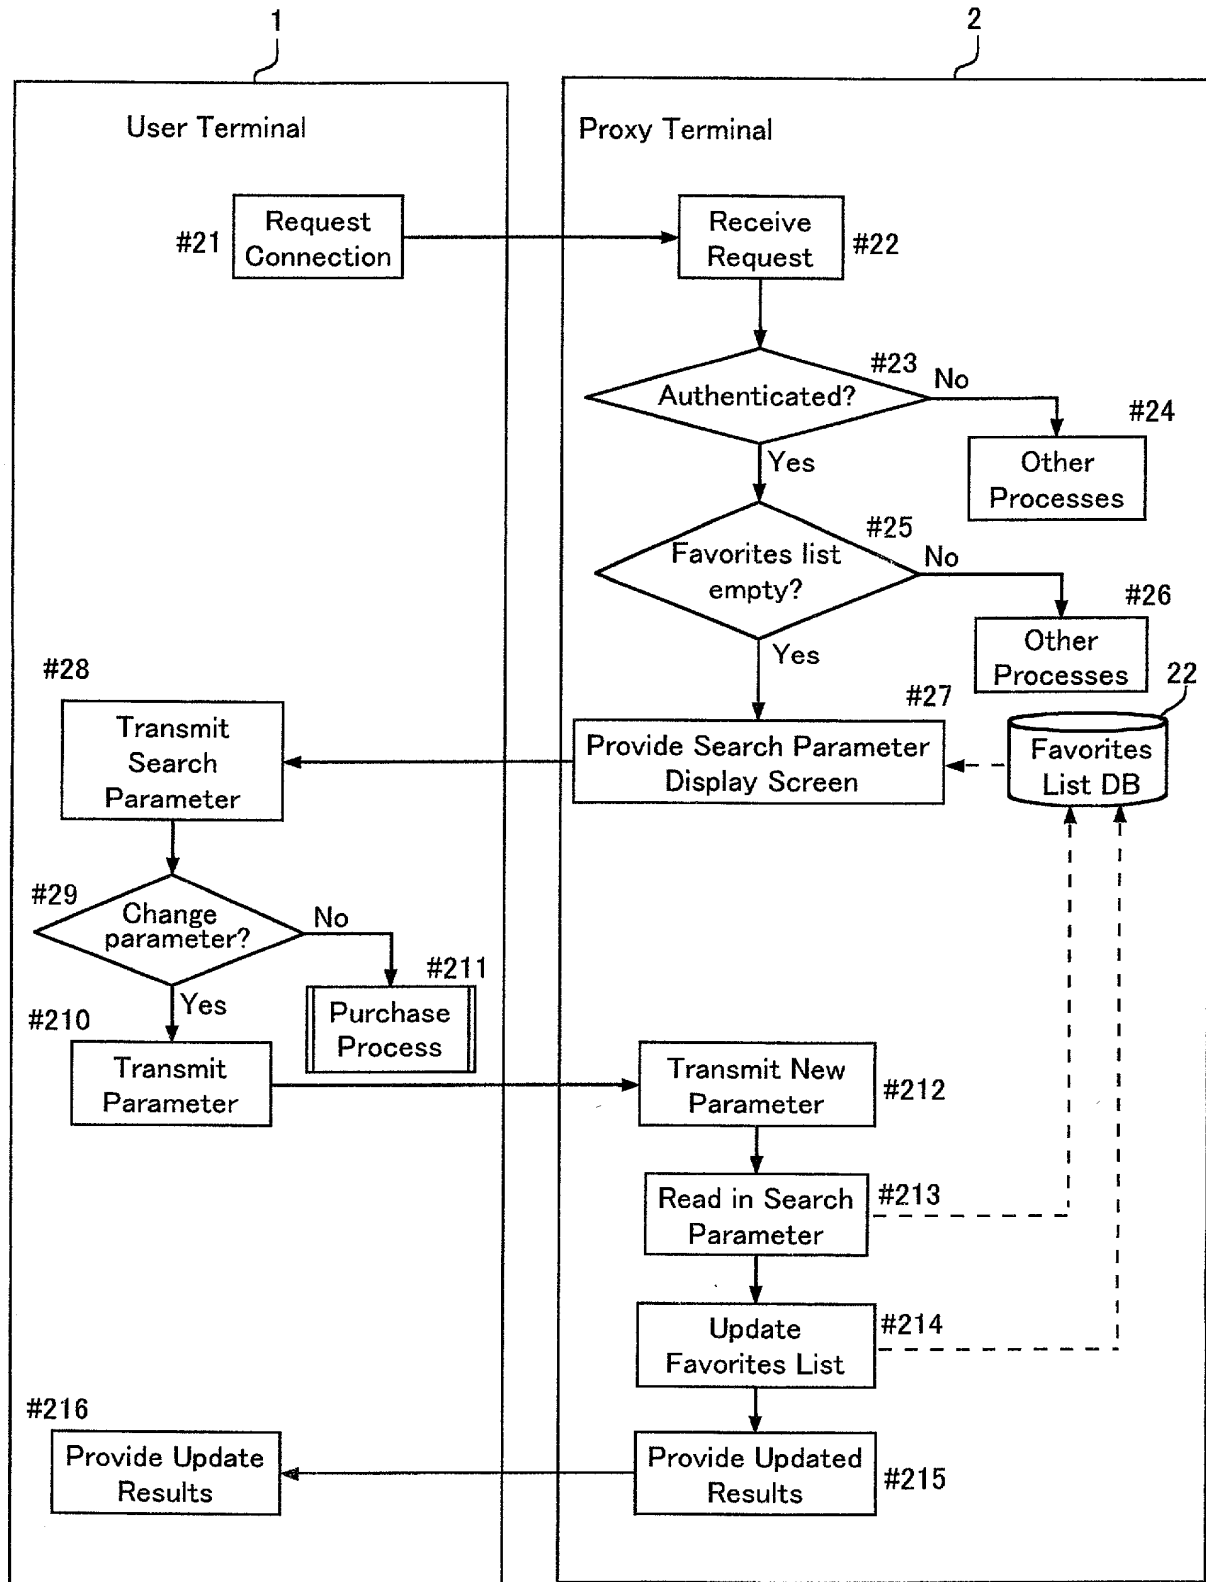 1
2
User Terminal
Proxy Terminal
#21
Request
Connection
Receive
Request
#22
#23
Authenticated?
No
#24
Other
Processes
Yes
#25
Favorites list
empty?
No
#26
Other
Processes
Yes
#28
Transmit
Search
Parameter
#27
Provide Search Parameter
Display Screen
22
Favorites
List DB
#29
Change
parameter?
No
#211
Purchase
Process
Yes
#210
Transmit
Parameter
Transmit New
Parameter
#212
Read in Search
Parameter
#213
Update
Favorites List
#214
#216
Provide Update
Results
Provide Updated
Results
#215